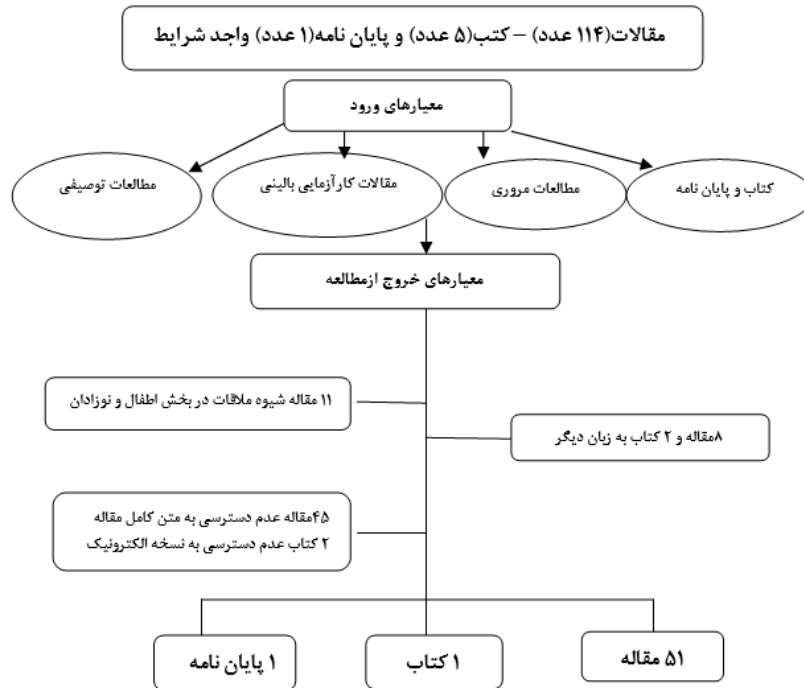 مقالات(۱۱۴ عدد) – کتب(۵ عدد) و پایان نامه(۱ عدد) واجد شرایط
معیارهای ورود
کتاب و پایان نامه
مطالعات مروری
مقالات کارآزمایی بالینی
مطالعات توصیفی
معیارهای خروج ازمطالعه
۱۱ مقاله شیوه ملاقات در بخش اطفال و نوزادان
۸مقاله و ۲ کتاب به زبان دیگر
۴۵مقاله عدم دسترسی به متن کامل مقاله
۲ کتاب عدم دسترسی به نسخه الکترونیک
۵۱ مقاله
۱ کتاب
۱ پایان نامه